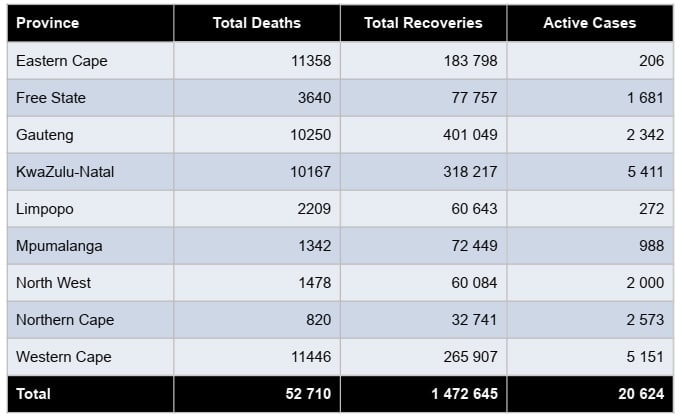 Province Total Deaths Total Recoveries Active Cases
Eastern Cape 11358 183 798 206
Free State 3640 77 757 1 681
Gauteng 10250 401 049 2 342
KwaZulu-Natal 10167 318 217 5 411
Limpopo 2209 60 643 272
Mpumalanga 1342 72 449 988
North West 1478 60 084 2 000
Northern Cape 820 32 741 2 573
Western Cape 11446 265 907 5 151
Total 52 710 1 472 645 20 624